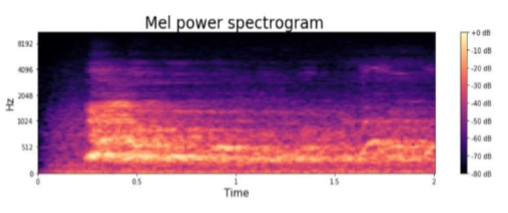 Mel power spectrogram
Hz
8192
4096
2048
1024
512
0
0
0.5
1
1.5
2
Time
+0 dB
-10 dB
-20 dB
-30 dB
-40 dB
-50 dB
-60 dB
-70 dB
-80 dB